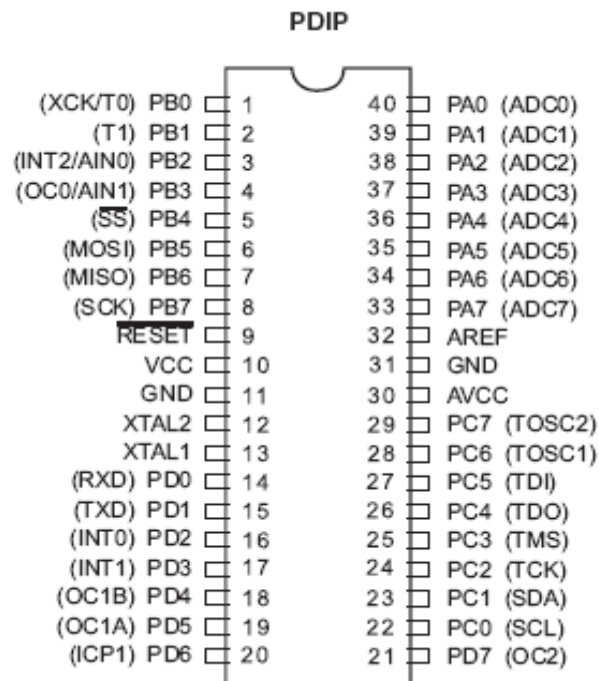 PDIP
(XCK/T0) PB0 1 40 PA0 (ADC0)
(T1) PB1 2 39 PA1 (ADC1)
(INT2/AIN0) PB2 3 38 PA2 (ADC2)
(OC0/AIN1) PB3 4 37 PA3 (ADC3)
(SS) PB4 5 36 PA4 (ADC4)
(MOSI) PB5 6 35 PA5 (ADC5)
(MISO) PB6 7 34 PA6 (ADC6)
(SCK) PB7 8 33 PA7 (ADC7)
RESET 9 32 AREF
VCC 10 31 GND
GND 11 30 AVCC
XTAL2 12 29 PC7 (TOSC2)
XTAL1 13 28 PC6 (TOSC1)
(RXD) PD0 14 27 PC5 (TDI)
(TXD) PD1 15 26 PC4 (TDO)
(INT0) PD2 16 25 PC3 (TMS)
(INT1) PD3 17 24 PC2 (TCK)
(OC1B) PD4 18 23 PC1 (SDA)
(OC1A) PD5 19 22 PC0 (SCL)
(ICP1) PD6 20 21 PD7 (OC2)